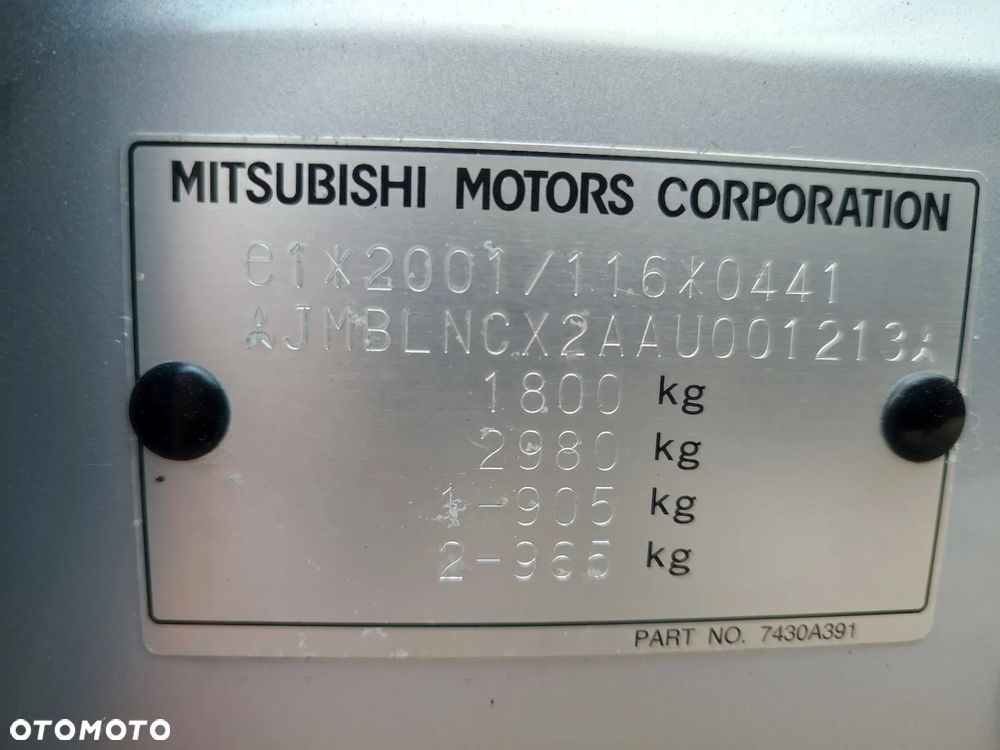 MITSUBISHI MOTORS CORPORATION
e1*2001/116*0441
JMBLNCX2AAU001213
1800 kg
2980 kg
1-905 kg
2-965 kg
PART NO. 7430A391
OTOMOTO